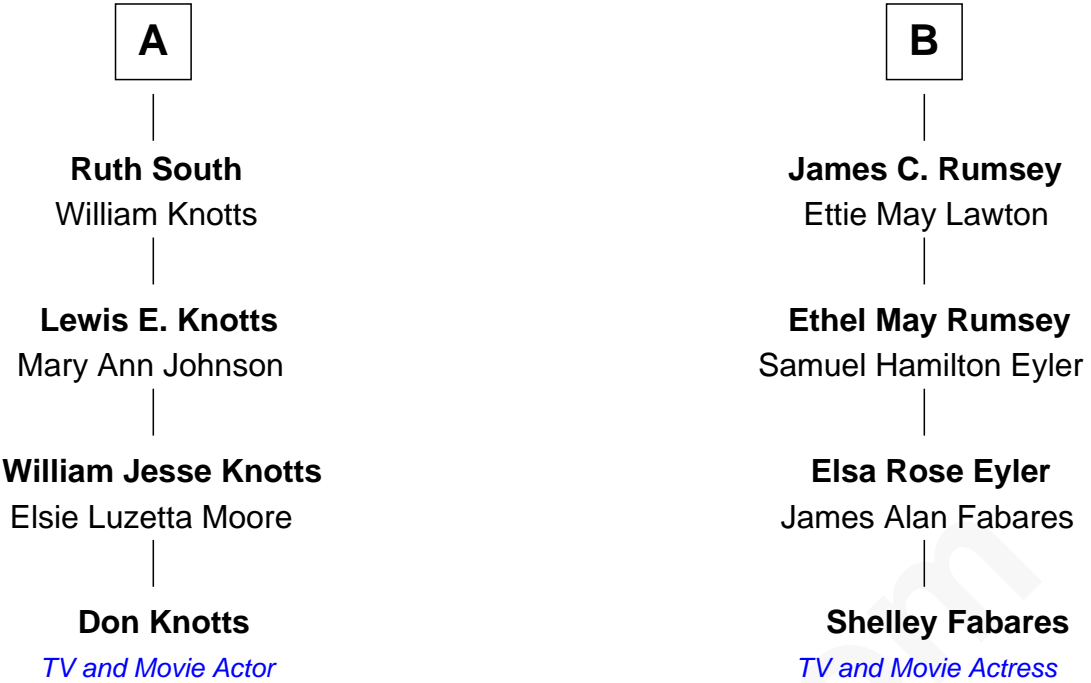 A
Ruth South
William Knotts
Lewis E. Knotts
Mary Ann Johnson
William Jesse Knotts
Elsie Luzetta Moore
Don Knotts
TV and Movie Actor
B
James C. Rumsey
Ettie May Lawton
Ethel May Rumsey
Samuel Hamilton Eyler
Elsa Rose Eyler
James Alan Fabares
Shelley Fabares
TV and Movie Actress